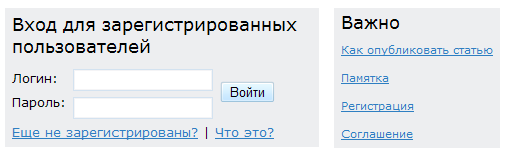 Вход для зарегистрированных
пользователей
Логин:
Пароль:
Войти
Еще не зарегистрированы? | Что это?
Важно
Как опубликовать статью
Памятка
Регистрация
Соглашение